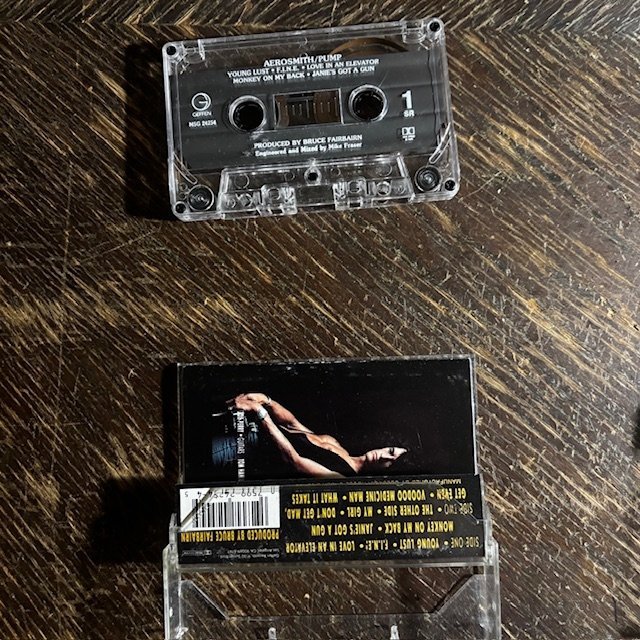 AEROSMITH/PUMP
YOUNG LUST • F.I.N.E. • LOVE IN AN ELEVATOR
MONKEY ON MY BACK • JANIE'S GOT A GUN
GEFFEN
M5G 24254
1
SR
PRODUCED BY BRUCE FAIRBAIRN
Engineered and Mixed by Mike Fraser
SIDE ONE • YOUNG LUST • F.I.N.E. • LOVE IN AN ELEVATOR
MONKEY ON MY BACK • JANIE'S GOT A GUN
SIDE TWO • THE OTHER SIDE • MY GIRL • DON'T GET MAD
GET EVEN • VOODOO MEDICINE MAN • WHAT IT TAKES
PRODUCED BY BRUCE FAIRBAIRN